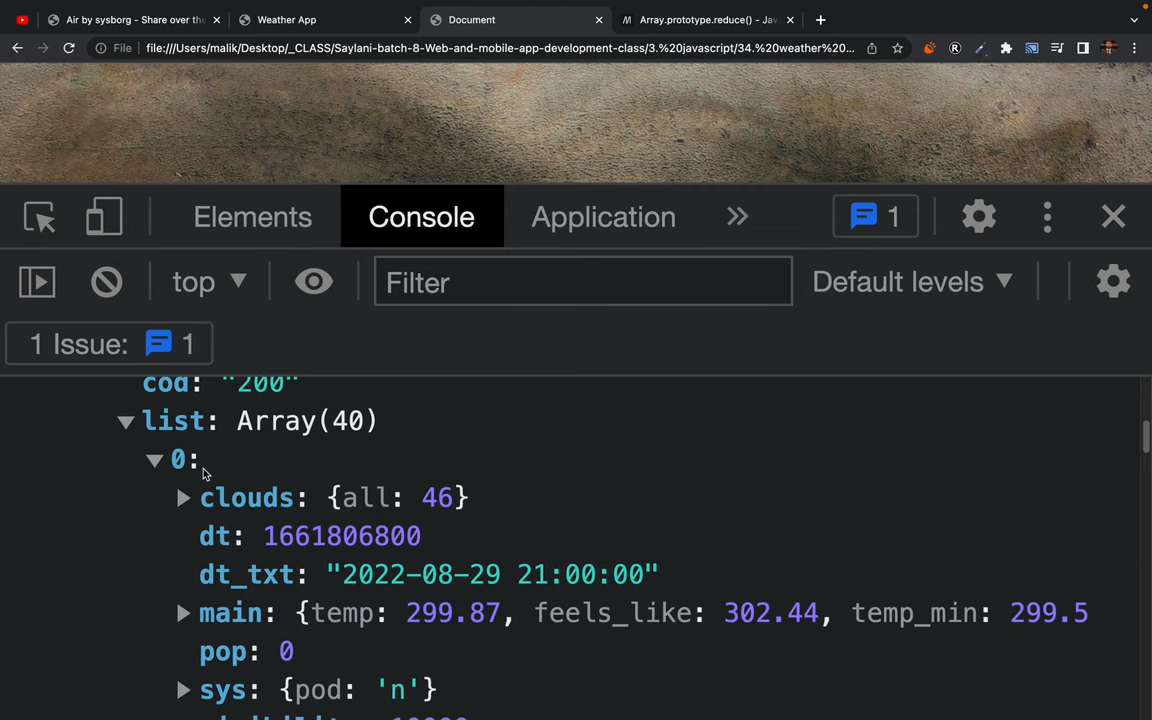 Air by sysborg - Share over the
Weather App
Document
Array.prototype.reduce() - Jav
File
file:///Users/malik/Desktop/_CLASS/Saylani-batch-8-Web-and-mobile-app-development-class/3.%20javascript/34.%20weather%20...
Elements
Console
Application
1
top
Filter
Default levels
1 Issue:
1
cod: "200"
list: Array(40)
0:
clouds: {all: 46}
dt: 1661806800
dt_txt: "2022-08-29 21:00:00"
main: {temp: 299.87, feels_like: 302.44, temp_min: 299.5
pop: 0
sys: {pod: 'n'}